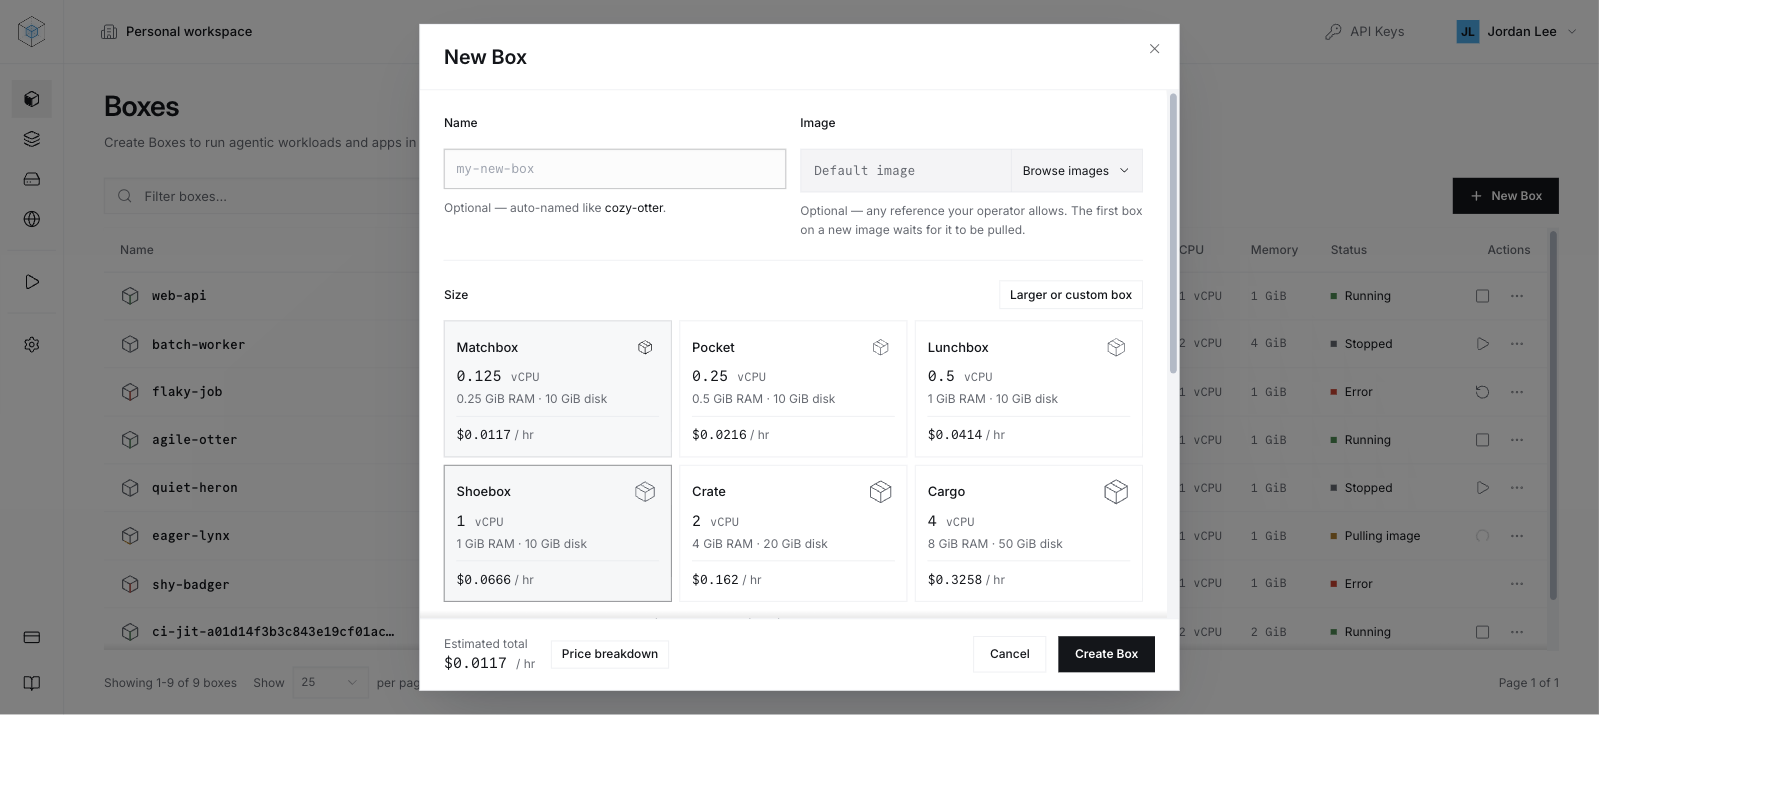 Personal workspace
API Keys
JL
Jordan Lee
Boxes
Create Boxes to run agentic workloads and apps in
Filter boxes...
New Box
Name
CPU
Memory
Status
Actions
web-api
1 vCPU
1 GiB
Running
batch-worker
2 vCPU
4 GiB
Stopped
flaky-job
1 vCPU
1 GiB
Error
agile-otter
1 vCPU
1 GiB
Running
quiet-heron
1 vCPU
1 GiB
Stopped
eager-lynx
1 vCPU
1 GiB
Pulling image
shy-badger
1 vCPU
1 GiB
Error
ci-jit-a01d14f3b3c843e19cf01ac…
2 vCPU
2 GiB
Running
Showing 1-9 of 9 boxes
Show
25
per pag
Page 1 of 1
New Box
Name
my-new-box
Optional — auto-named like cozy-otter.
Image
Default image
Browse images
Optional — any reference your operator allows. The first box
on a new image waits for it to be pulled.
Size
Larger or custom box
Matchbox
0.125 vCPU
0.25 GiB RAM · 10 GiB disk
$0.0117 / hr
Pocket
0.25 vCPU
0.5 GiB RAM · 10 GiB disk
$0.0216 / hr
Lunchbox
0.5 vCPU
1 GiB RAM · 10 GiB disk
$0.0414 / hr
Shoebox
1 vCPU
1 GiB RAM · 10 GiB disk
$0.0666 / hr
Crate
2 vCPU
4 GiB RAM · 20 GiB disk
$0.162 / hr
Cargo
4 vCPU
8 GiB RAM · 50 GiB disk
$0.3258 / hr
Estimated total
$0.0117 / hr
Price breakdown
Cancel
Create Box